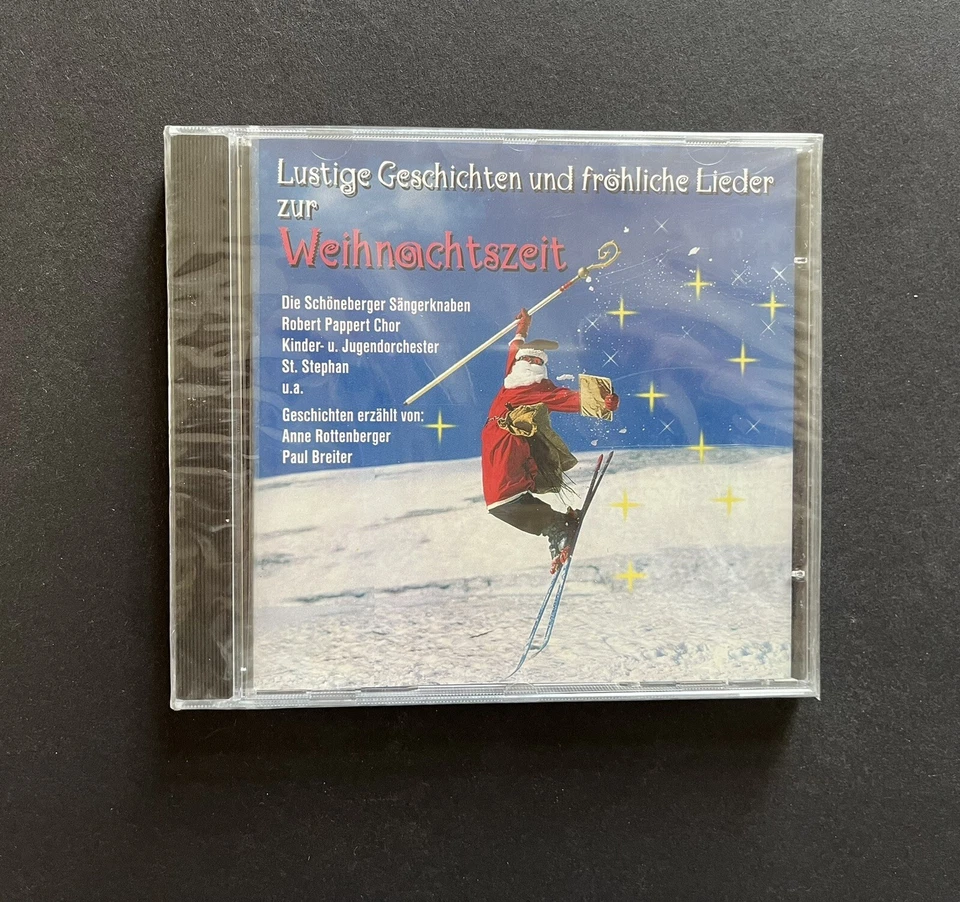 Lustige Geschichten und fröhliche Lieder
zur
Weihnachtszeit
Die Schöneberger Sängerknaben
Robert Pappert Chor
Kinder- u. Jugendorchester
St. Stephan
u.a.
Geschichten erzählt von:
Anne Rottenberger
Paul Breiter